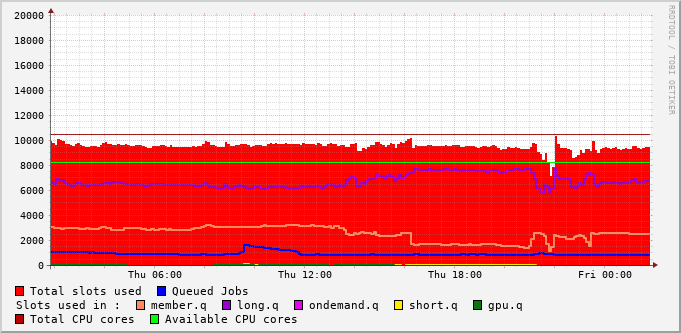 20000
18000
16000
14000
12000
10000
8000
6000
4000
2000
0
Thu 06:00 Thu 12:00 Thu 18:00 Fri 00:00
Total slots used Queued Jobs
Slots used in : member.q long.q ondemand.q short.q gpu.q
Total CPU cores Available CPU cores
RRDTOOL / TOBI OETIKER